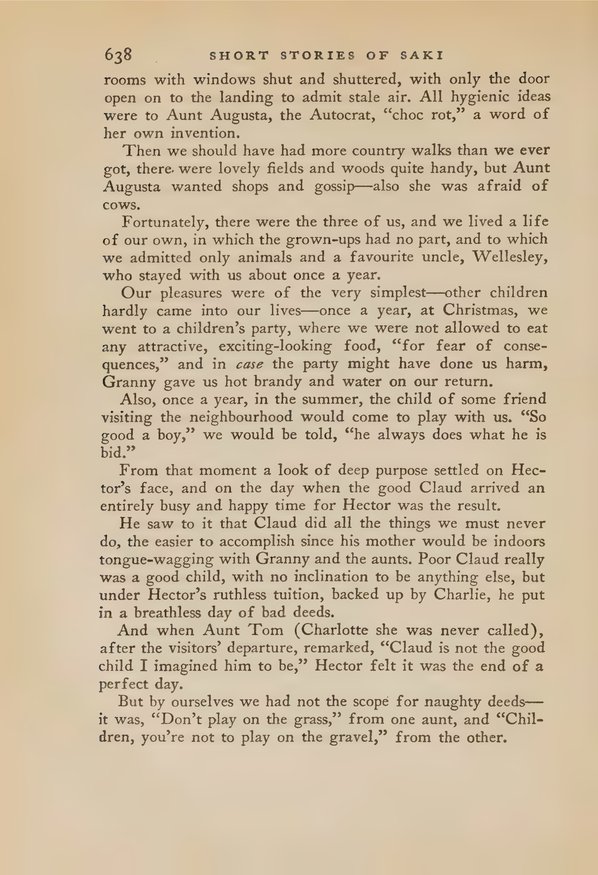 638 SHORT STORIES OF SAKI
rooms with windows shut and shuttered, with only the door
open on to the landing to admit stale air. All hygienic ideas
were to Aunt Augusta, the Autocrat, “choc rot,” a word of
her own invention.
Then we should have had more country walks than we ever
got, there were lovely fields and woods quite handy, but Aunt
Augusta wanted shops and gossip—also she was afraid of
cows.
Fortunately, there were the three of us, and we lived a life
of our own, in which the grown-ups had no part, and to which
we admitted only animals and a favourite uncle, Wellesley,
who stayed with us about once a year.
Our pleasures were of the very simplest—other children
hardly came into our lives—once a year, at Christmas, we
went to a children’s party, where we were not allowed to eat
any attractive, exciting-looking food, “for fear of conse-
quences,” and in case the party might have done us harm,
Granny gave us hot brandy and water on our return.
Also, once a year, in the summer, the child of some friend
visiting the neighbourhood would come to play with us. “So
good a boy,” we would be told, “he always does what he is
bid.”
From that moment a look of deep purpose settled on Hec-
tor’s face, and on the day when the good Claud arrived an
entirely busy and happy time for Hector was the result.
He saw to it that Claud did all the things we must never
do, the easier to accomplish since his mother would be indoors
tongue-wagging with Granny and the aunts. Poor Claud really
was a good child, with no inclination to be anything else, but
under Hector’s ruthless tuition, backed up by Charlie, he put
in a breathless day of bad deeds.
And when Aunt Tom (Charlotte she was never called),
after the visitors’ departure, remarked, “Claud is not the good
child I imagined him to be,” Hector felt it was the end of a
perfect day.
But by ourselves we had not the scope for naughty deeds—
it was, “Don’t play on the grass,” from one aunt, and “Chil-
dren, you’re not to play on the gravel,” from the other.